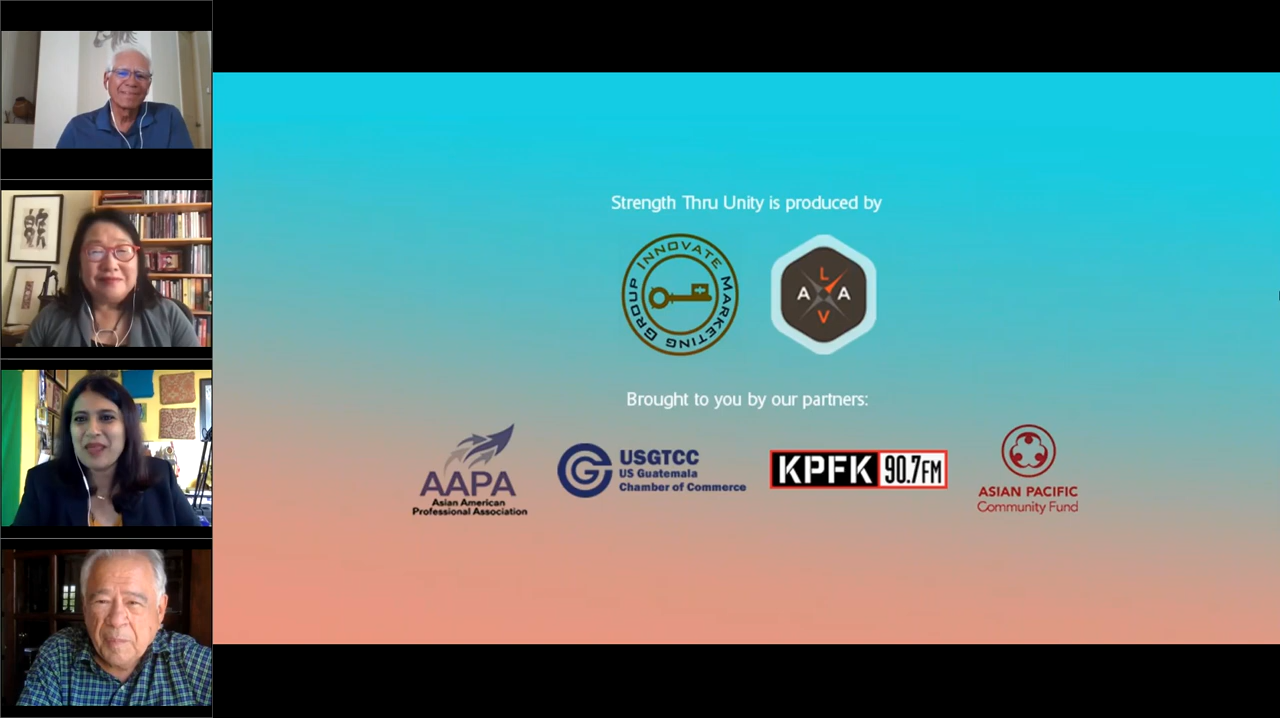 Strength Thru Unity is produced by
INNOVATE MARKETING GROUP
L
A A
V
Brought to you by our partners:
AAPA
Asian American
Professional Association
USGTCC
US Guatemala
Chamber of Commerce
KPFK 90.7FM
ASIAN PACIFIC
Community Fund